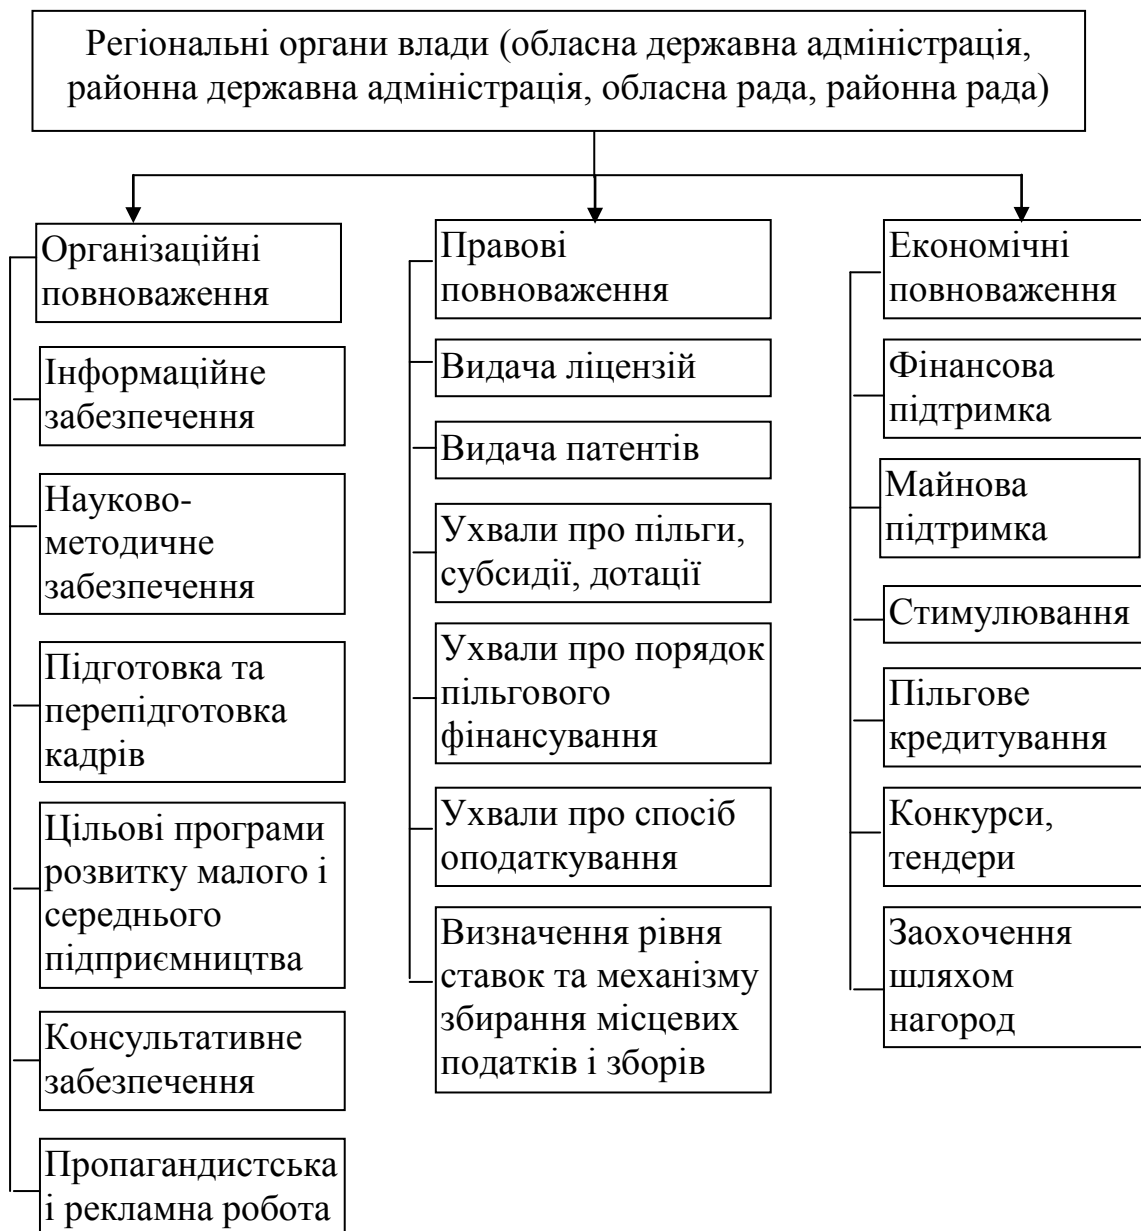 Регіональні органи влади (обласна державна адміністрація,
районна державна адміністрація, обласна рада, районна рада)
Організаційні
повноваження
Інформаційне
забезпечення
Науково-
методичне
забезпечення
Підготовка та
перепідготовка
кадрів
Цільові програми
розвитку малого і
середнього
підприємництва
Консультативне
забезпечення
Пропагандистська
і рекламна робота
Правові
повноваження
Видача ліцензій
Видача патентів
Ухвали про пільги,
субсидії, дотації
Ухвали про порядок
пільгового
фінансування
Ухвали про спосіб
оподаткування
Визначення рівня
ставок та механізму
збирання місцевих
податків і зборів
Економічні
повноваження
Фінансова
підтримка
Майнова
підтримка
Стимулювання
Пільгове
кредитування
Конкурси,
тендери
Заохочення
шляхом
нагород